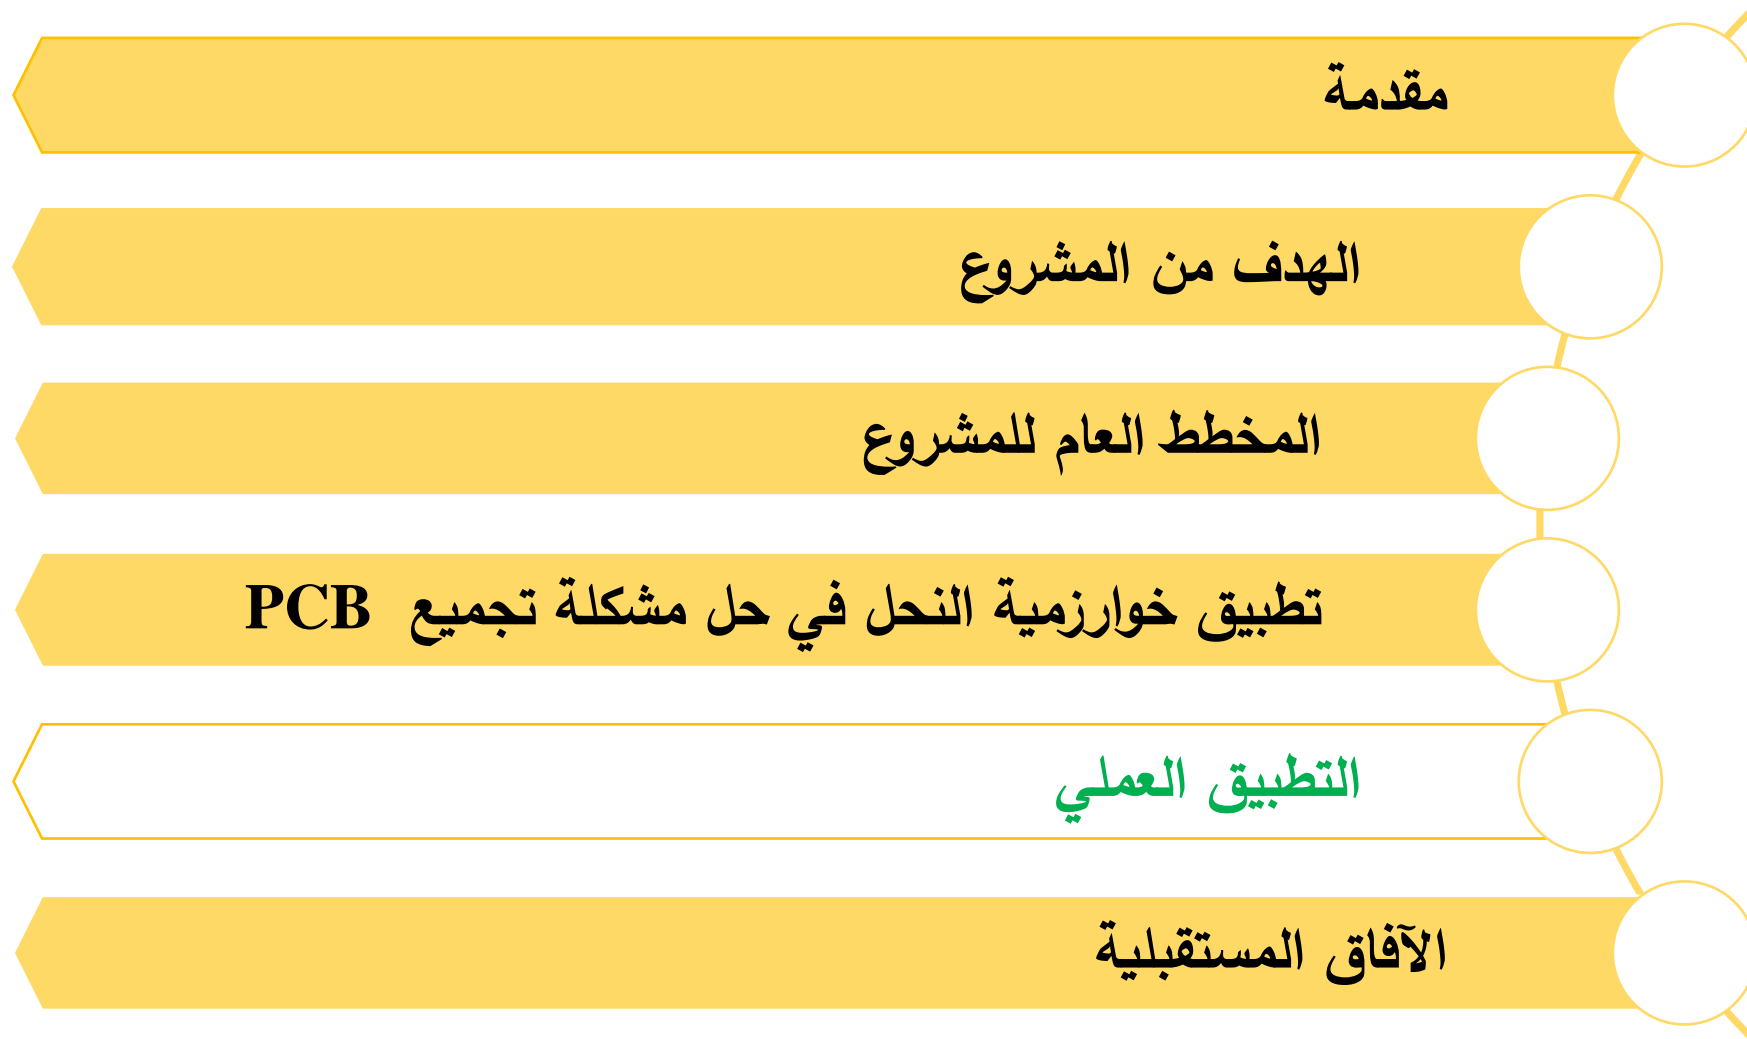 مقدمة
الهدف من المشروع
المخطط العام للمشروع
تطبيق خوارزمية النحل في حل مشكلة تجميع PCB
التطبيق العملي
الآفاق المستقبلية